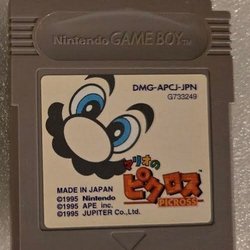 Nintendo GAME BOY™
DMG-APCJ-JPN
G733249
マリオの
ピクロス
PICROSS
MADE IN JAPAN
©1995 Nintendo
©1995 APE inc.
©1995 JUPITER Co.,Ltd.